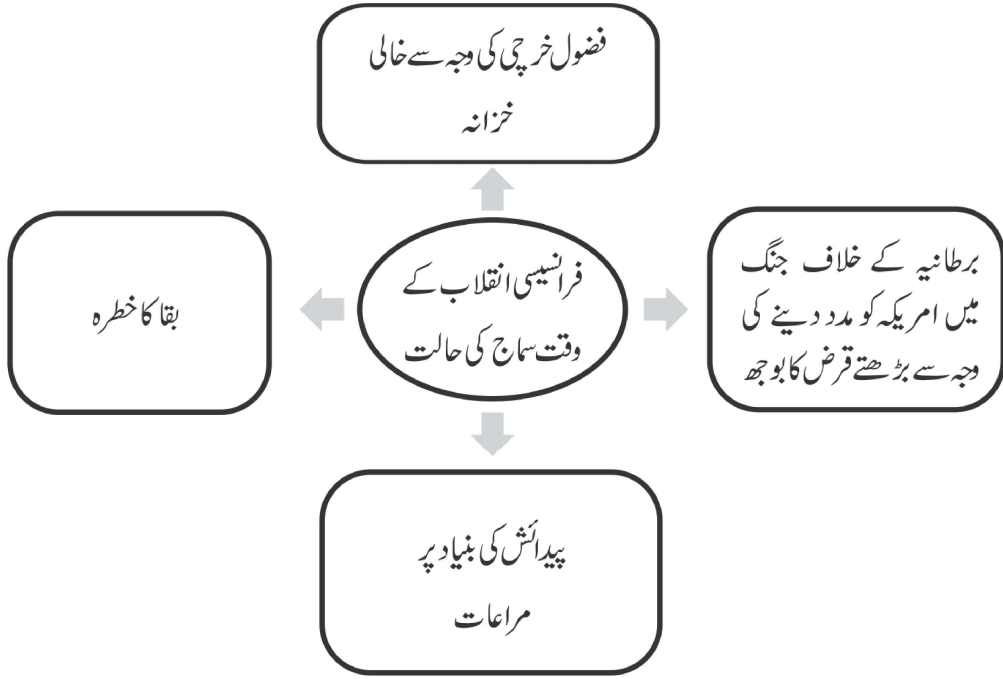 فضول خرچی کی وجہ سے خالی
خزانہ
برطانیہ کے خلاف جنگ
میں امریکہ کو مدد دینے کی
وجہ سے بڑھتے قرض کا بوجھ
فرانسیسی انقلاب کے
وقت سماج کی حالت
بقا کا خطرہ
پیدائش کی بنیاد پر
مراعات